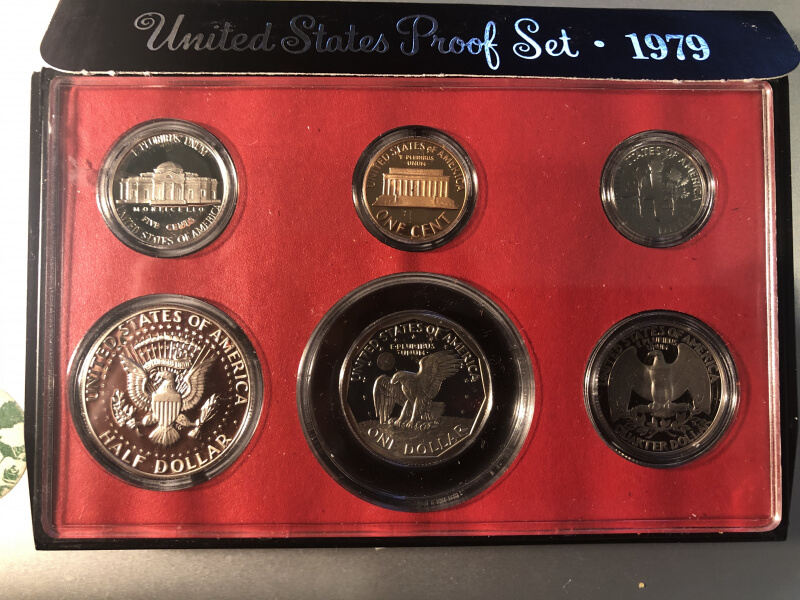 United States Proof Set · 1979
E PLURIBUS UNUM
MONTICELLO
FIVE CENTS
UNITED STATES OF AMERICA
UNITED STATES OF AMERICA
E·PLURIBUS
UNUM
ONE CENT
STATES OF AMERICA
UNITED STATES OF AMERICA
HALF DOLLAR
UNITED STATES OF AMERICA
E·PLURIBUS
UNUM
ONE DOLLAR
STATES OF AMERICA
E·PLURIBUS
QUARTER DOLLAR